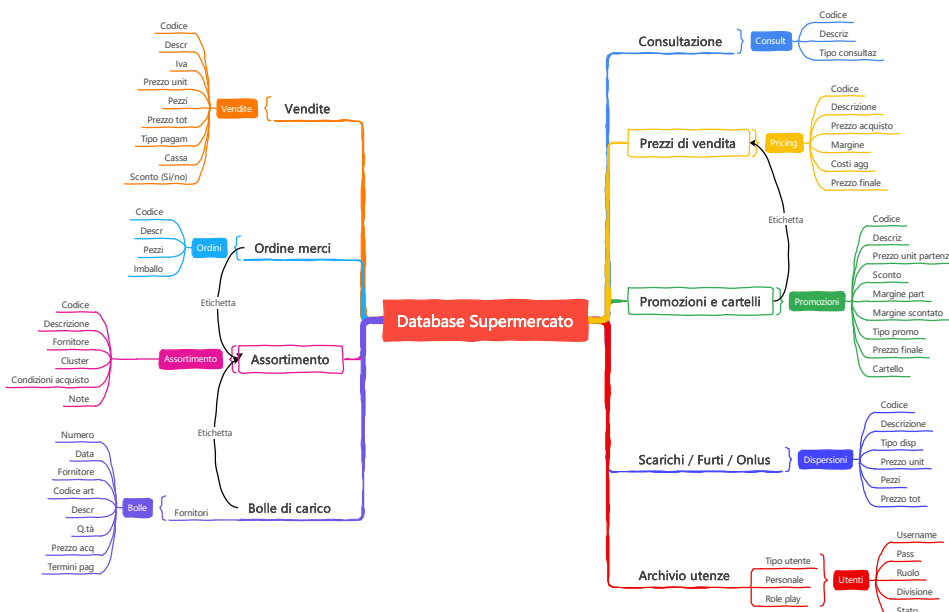 Database Supermercato
Vendite
Vendite
Codice
Descr
Iva
Prezzo unit
Pezzi
Prezzo tot
Tipo pagam
Cassa
Sconto (Sì/no)
Ordine merci
Ordini
Codice
Descr
Pezzi
Imballo
Etichetta
Assortimento
Assortimento
Codice
Descrizione
Fornitore
Cluster
Condizioni acquisto
Note
Etichetta
Bolle di carico
Fornitori
Bolle
Numero
Data
Fornitore
Codice art
Descr
Q.tà
Prezzo acq
Termini pag
Consultazione
Consult
Codice
Descriz
Tipo consultaz
Prezzi di vendita
Pricing
Codice
Descrizione
Prezzo acquisto
Margine
Costi agg
Prezzo finale
Etichetta
Promozioni e cartelli
Promozioni
Codice
Descriz
Prezzo unit partenz
Sconto
Margine part
Margine scontato
Tipo promo
Prezzo finale
Cartello
Scarichi / Furti / Onlus
Dispersioni
Codice
Descrizione
Tipo disp
Prezzo unit
Pezzi
Prezzo tot
Archivio utenze
Tipo utente
Personale
Role play
Utenti
Username
Pass
Ruolo
Divisione
Stato